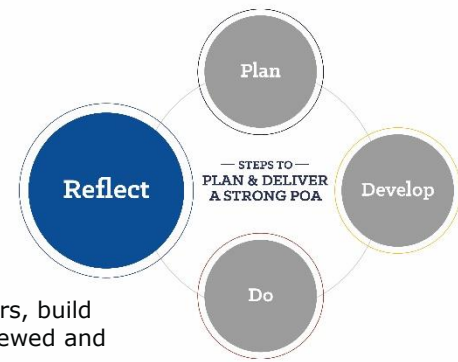 Plan
— STEPS TO —
PLAN & DELIVER
A STRONG POA
Reflect
Develop
Do
rs, build
ewed and